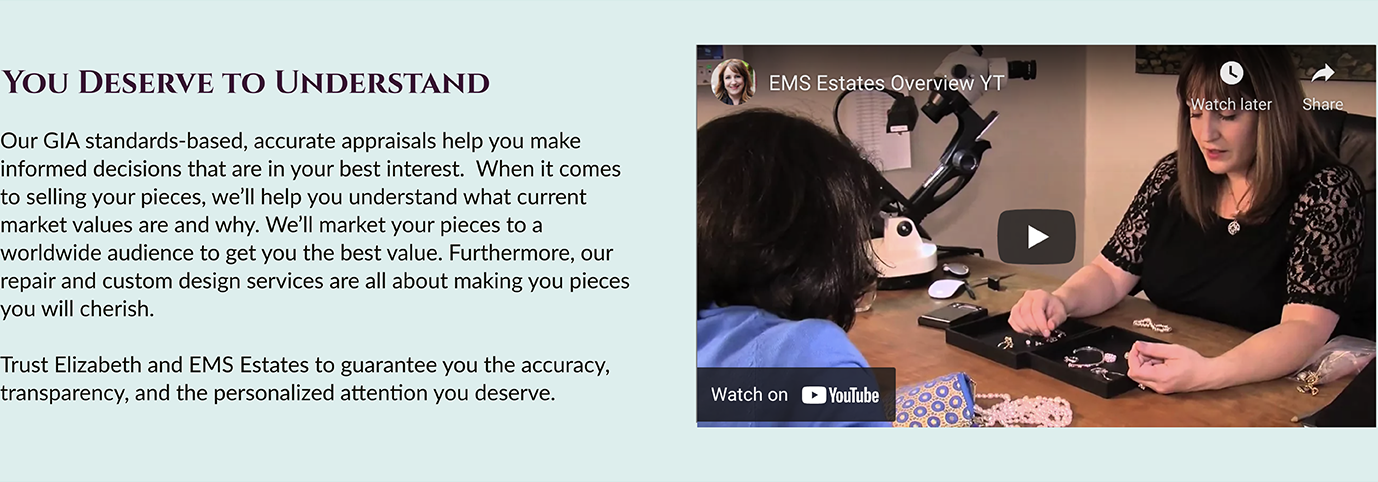 You Deserve to Understand
Our GIA standards-based, accurate appraisals help you make
informed decisions that are in your best interest.  When it comes
to selling your pieces, we’ll help you understand what current
market values are and why. We’ll market your pieces to a
worldwide audience to get you the best value. Furthermore, our
repair and custom design services are all about making you pieces
you will cherish.
Trust Elizabeth and EMS Estates to guarantee you the accuracy,
transparency, and the personalized attention you deserve.
EMS Estates Overview YT
Watch later
Share
Watch on YouTube